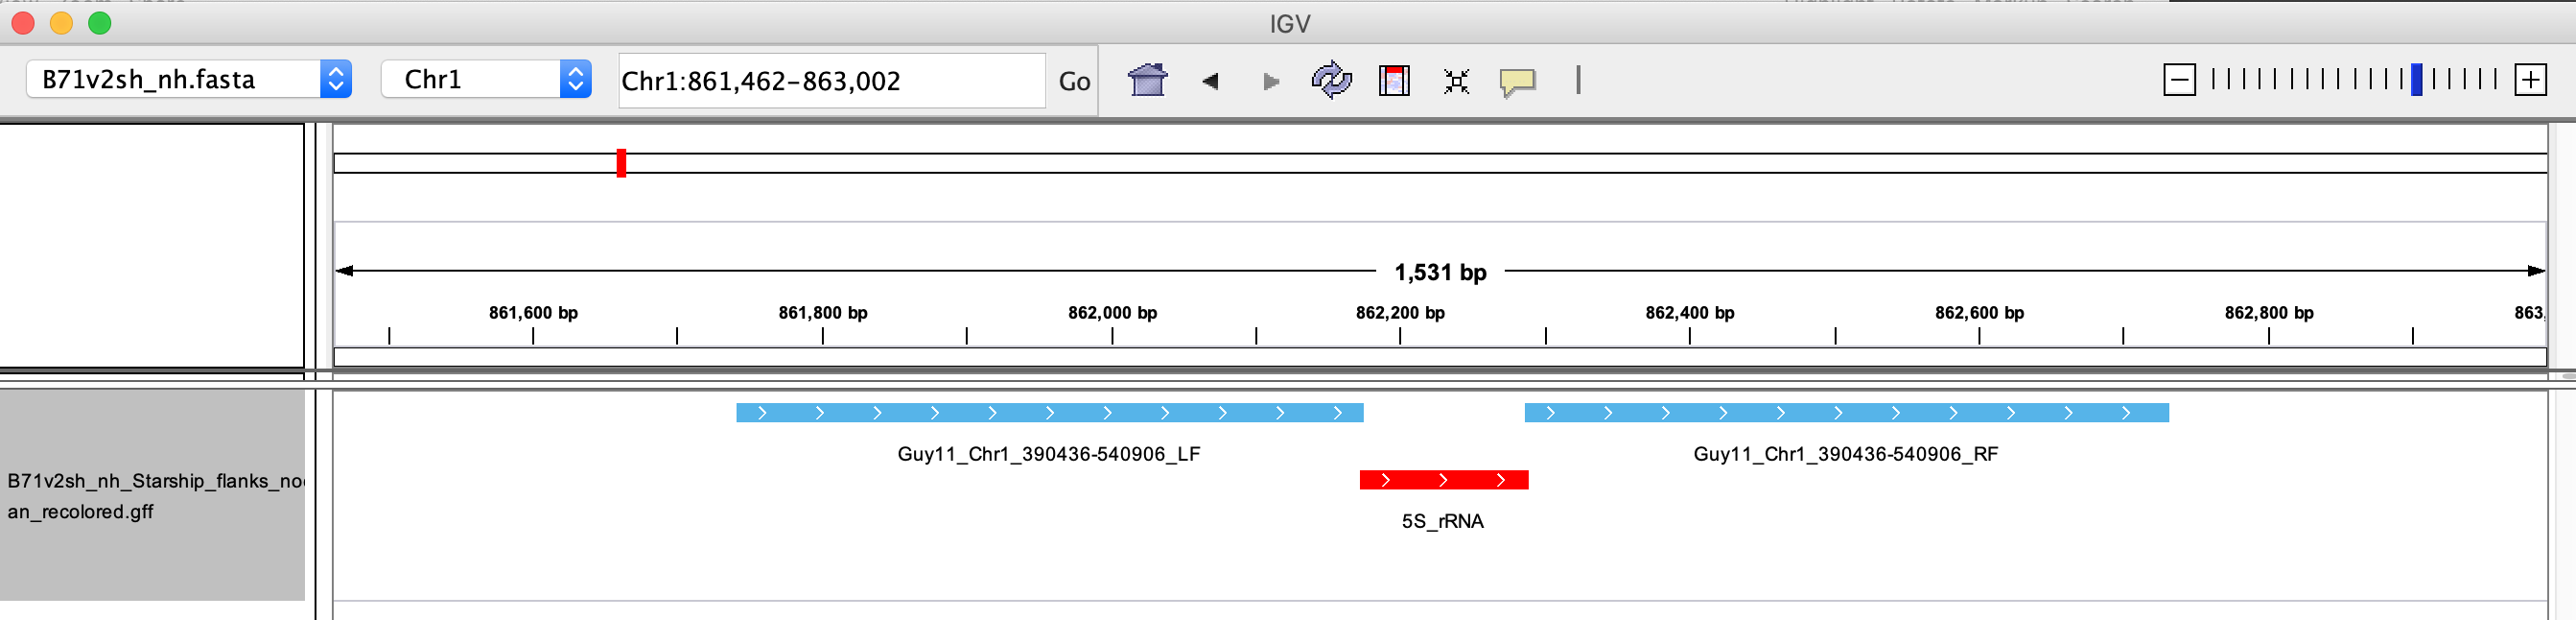 IGV
B71v2sh_nh.fasta Chr1 Chr1:861,462-863,002 Go
1,531 bp
861,600 bp 861,800 bp 862,000 bp 862,200 bp 862,400 bp 862,600 bp 862,800 bp 863,
Guy11_Chr1_390436-540906_LF Guy11_Chr1_390436-540906_RF
B71v2sh_nh_Starship_flanks_no
an_recolored.gff
5S_rRNA